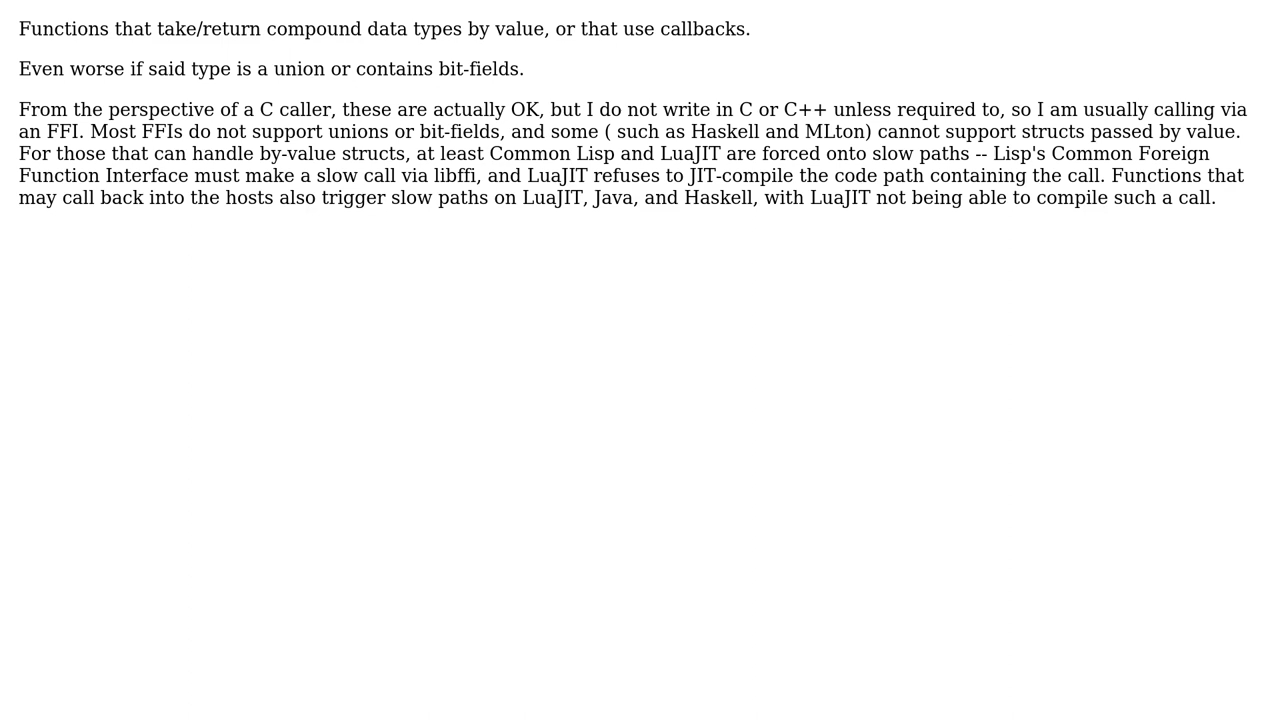 Functions that take/return compound data types by value, or that use callbacks.
Even worse if said type is a union or contains bit-fields.
From the perspective of a C caller, these are actually OK, but I do not write in C or C++ unless required to, so I am usually calling via
an FFI. Most FFIs do not support unions or bit-fields, and some ( such as Haskell and MLton) cannot support structs passed by value.
For those that can handle by-value structs, at least Common Lisp and LuaJIT are forced onto slow paths -- Lisp's Common Foreign
Function Interface must make a slow call via libffi, and LuaJIT refuses to JIT-compile the code path containing the call. Functions that
may call back into the hosts also trigger slow paths on LuaJIT, Java, and Haskell, with LuaJIT not being able to compile such a call.